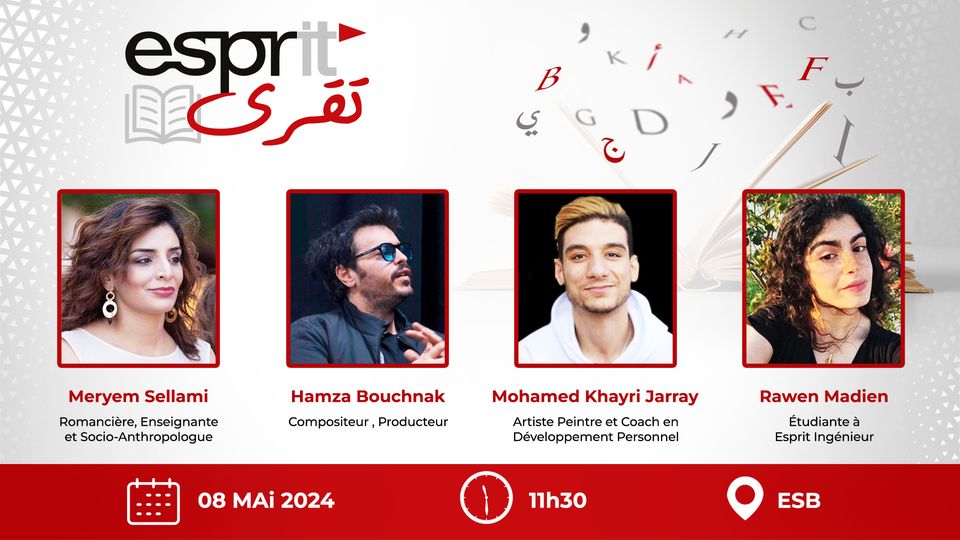 esprit
تقرى
و
K
أ
A
H
C
B
F
ب
ي
G
D
و
E
ج
J
أ
Meryem Sellami
Romancière, Enseignante
et Socio-Anthropologue
Hamza Bouchnak
Compositeur , Producteur
Mohamed Khayri Jarray
Artiste Peintre et Coach en
Développement Personnel
Rawen Madien
Étudiante à
Esprit Ingénieur
08 MAi 2024
11h30
ESB